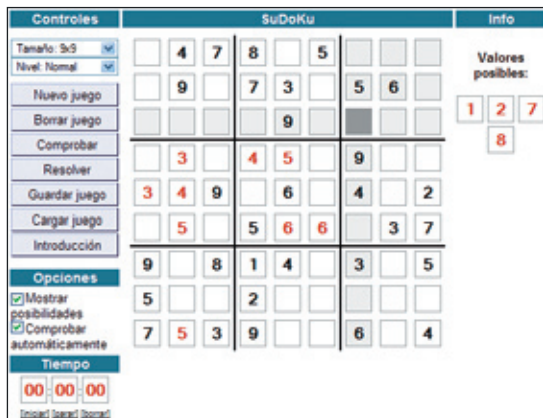 Controles
SuDoKu
Info
Tamaño: 9x9
Nivel: Normal
Nuevo juego
Borrar juego
Comprobar
Resolver
Guardar juego
Cargar juego
Introducción
Opciones
Mostrar
posibilidades
Comprobar
automáticamente
Tiempo
00:00:00
[iniciar] [parar] [borrar]
4 7 8 5
9 7 3 5 6
9
3 4 5 9
3 4 9 6 4 2
5 5 6 6 3 7
9 8 1 4 3 5
5 2
7 5 3 9 6 4
Valores
posibles:
1 2 7
8